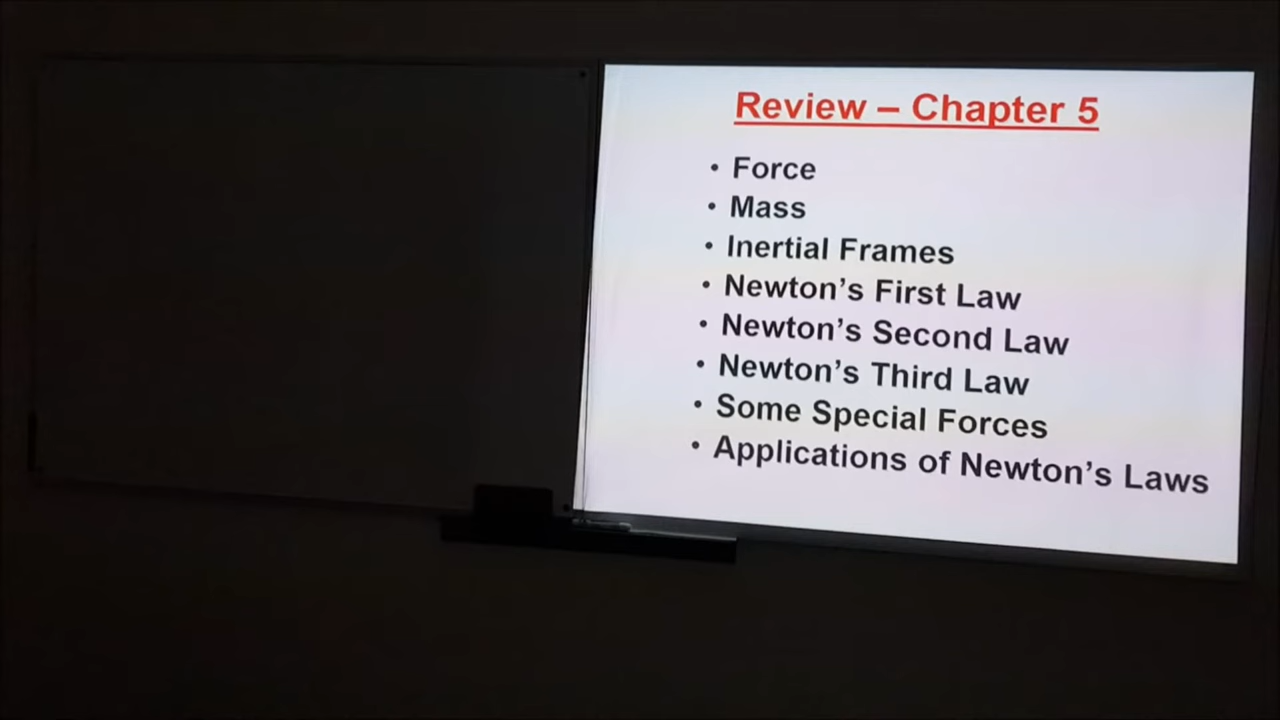 Review – Chapter 5
• Force
• Mass
• Inertial Frames
• Newton’s First Law
• Newton’s Second Law
• Newton’s Third Law
• Some Special Forces
• Applications of Newton’s Laws